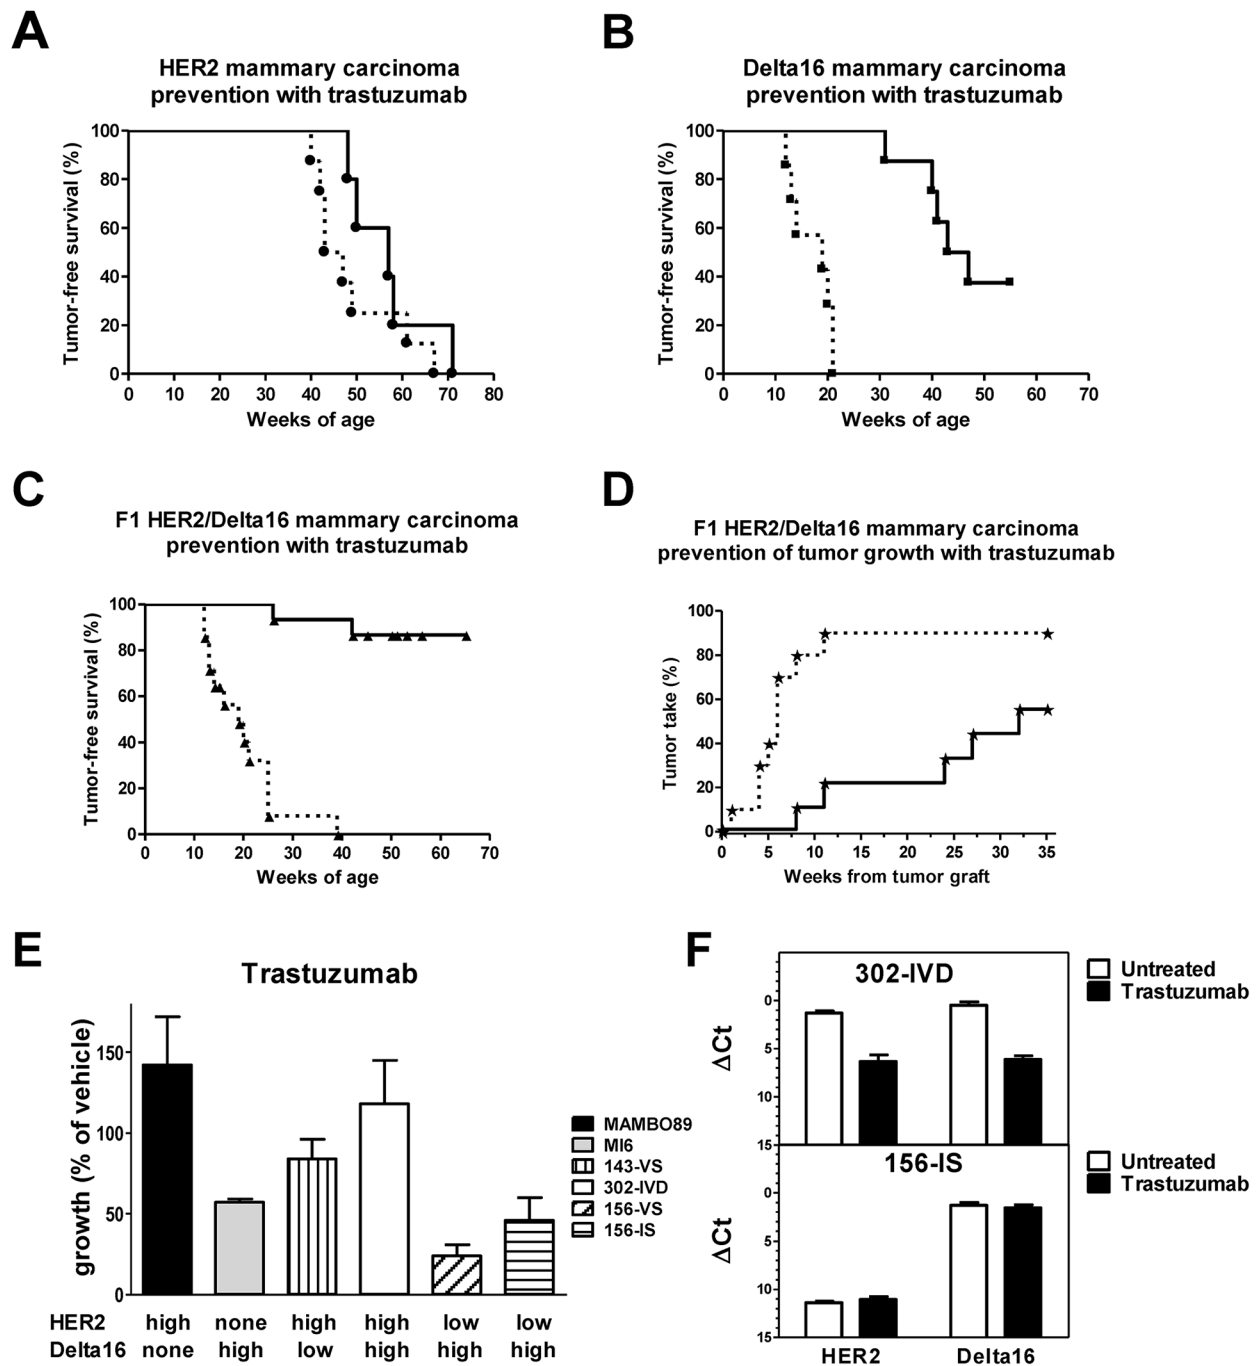 A
HER2 mammary carcinoma
prevention with trastuzumab
Tumor-free survival (%)
100
80
60
40
20
0
0 10 20 30 40 50 60 70 80
Weeks of age
B
Delta16 mammary carcinoma
prevention with trastuzumab
Tumor-free survival (%)
100
80
60
40
20
0
0 10 20 30 40 50 60 70
Weeks of age
C
F1 HER2/Delta16 mammary carcinoma
prevention with trastuzumab
Tumor-free survival (%)
100
80
60
40
20
0
0 10 20 30 40 50 60 70
Weeks of age
D
F1 HER2/Delta16 mammary carcinoma
prevention of tumor growth with trastuzumab
Tumor take (%)
100
80
60
40
20
0
0 5 10 15 20 25 30 35
Weeks from tumor graft
E
Trastuzumab
growth (% of vehicle)
150
100
50
0
HER2 high none high high low low
Delta16 none high low high high high
MAMBO89
MI6
143-VS
302-IVD
156-VS
156-IS
F
302-IVD
ΔCt
0
5
10
15
Untreated
Trastuzumab
156-IS
ΔCt
0
5
10
15
Untreated
Trastuzumab
HER2 Delta16